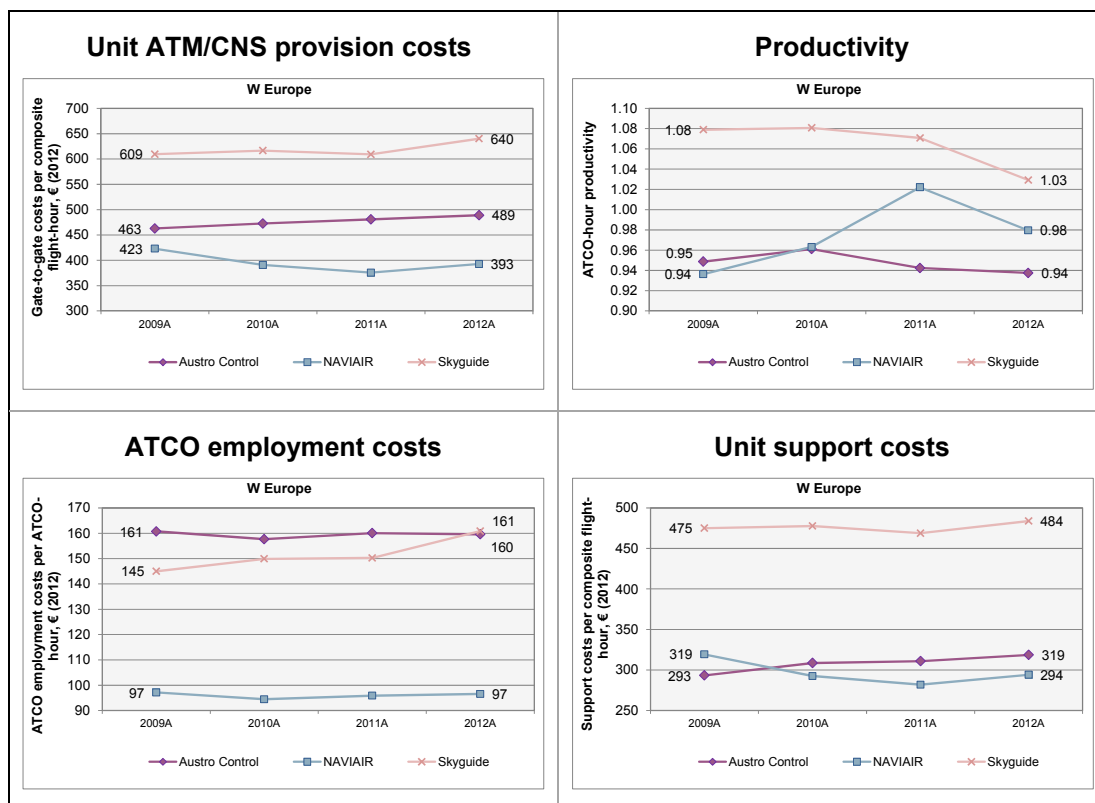 Unit ATM/CNS provision costs
W Europe
Gate-to-gate costs per composite
flight-hour, € (2012)
700
650
600
550
500
450
400
350
300
609
640
463
489
423
393
2009A
2010A
2011A
2012A
Austro Control
NAVIAIR
Skyguide
Productivity
W Europe
ATCO-hour productivity
1.10
1.08
1.06
1.04
1.02
1.00
0.98
0.96
0.94
0.92
0.90
1.08
1.03
0.98
0.95
0.94
0.94
2009A
2010A
2011A
2012A
Austro Control
NAVIAIR
Skyguide
ATCO employment costs
W Europe
ATCO employment costs per ATCO-
hour, € (2012)
170
160
150
140
130
120
110
100
90
161
161
160
145
97
97
2009A
2010A
2011A
2012A
Austro Control
NAVIAIR
Skyguide
Unit support costs
W Europe
Support costs per composite flight-
hour, € (2012)
500
450
400
350
300
250
475
484
319
319
293
294
2009A
2010A
2011A
2012A
Austro Control
NAVIAIR
Skyguide